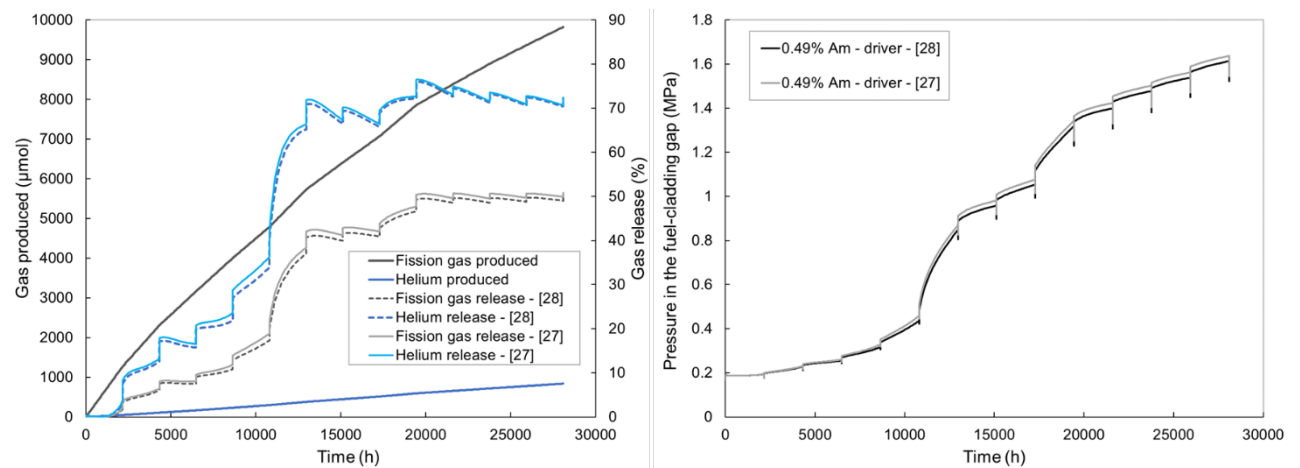 10000
9000
8000
7000
6000
5000
4000
3000
2000
1000
0
Gas produced (µmol)
90
80
70
60
50
40
30
20
10
0
Gas release (%)
Fission gas produced
Helium produced
Fission gas release - [28]
Helium release - [28]
Fission gas release - [27]
Helium release - [27]
0 5000 10000 15000 20000 25000 30000
Time (h)
1.8
1.6
1.4
1.2
1
0.8
0.6
0.4
0.2
0
Pressure in the fuel-cladding gap (MPa)
0.49% Am - driver - [28]
0.49% Am - driver - [27]
0 5000 10000 15000 20000 25000 30000
Time (h)